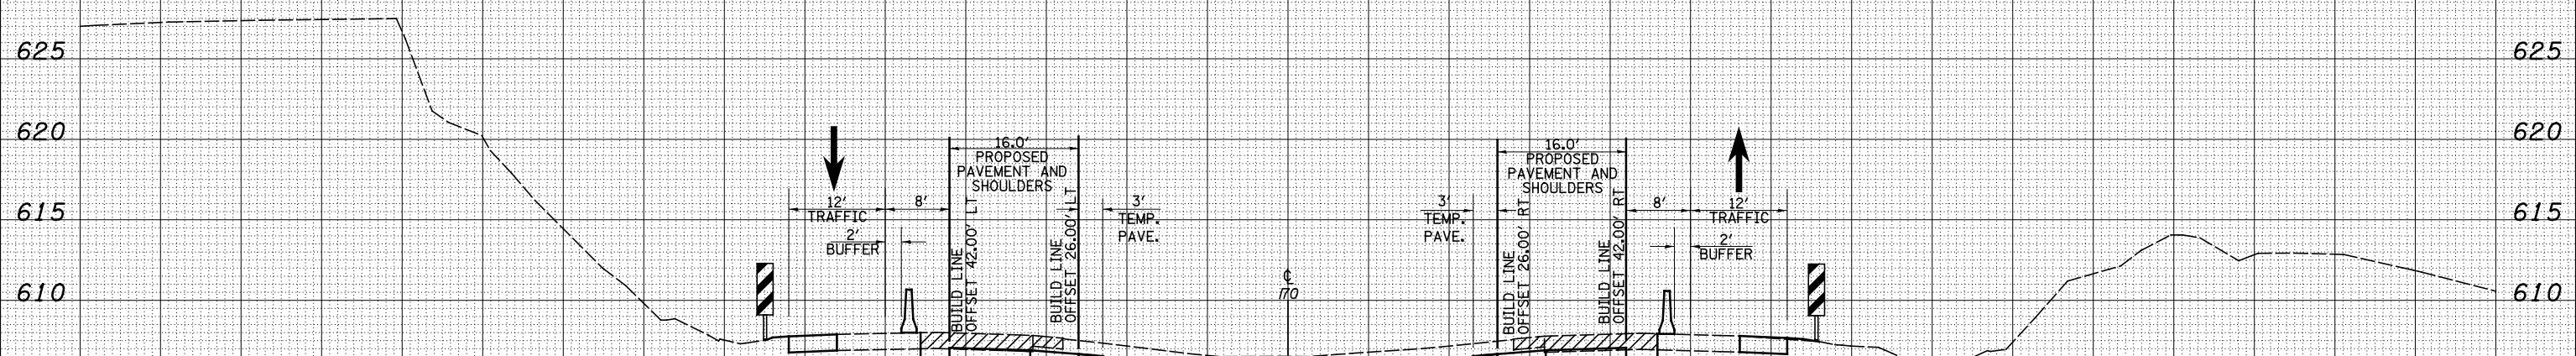 625
625
620
620
16.0'
PROPOSED
PAVEMENT AND
SHOULDERS
16.0'
PROPOSED
PAVEMENT AND
SHOULDERS
12'
TRAFFIC
8'
3'
TEMP.
PAVE.
3'
TEMP.
PAVE.
8'
12'
TRAFFIC
615
615
2'
BUFFER
2'
BUFFER
BUILD LINE
OFFSET 42.00' LT
BUILD LINE
OFFSET 26.00' LT
BUILD LINE
OFFSET 26.00' RT
BUILD LINE
OFFSET 42.00' RT
610
℄
170
610